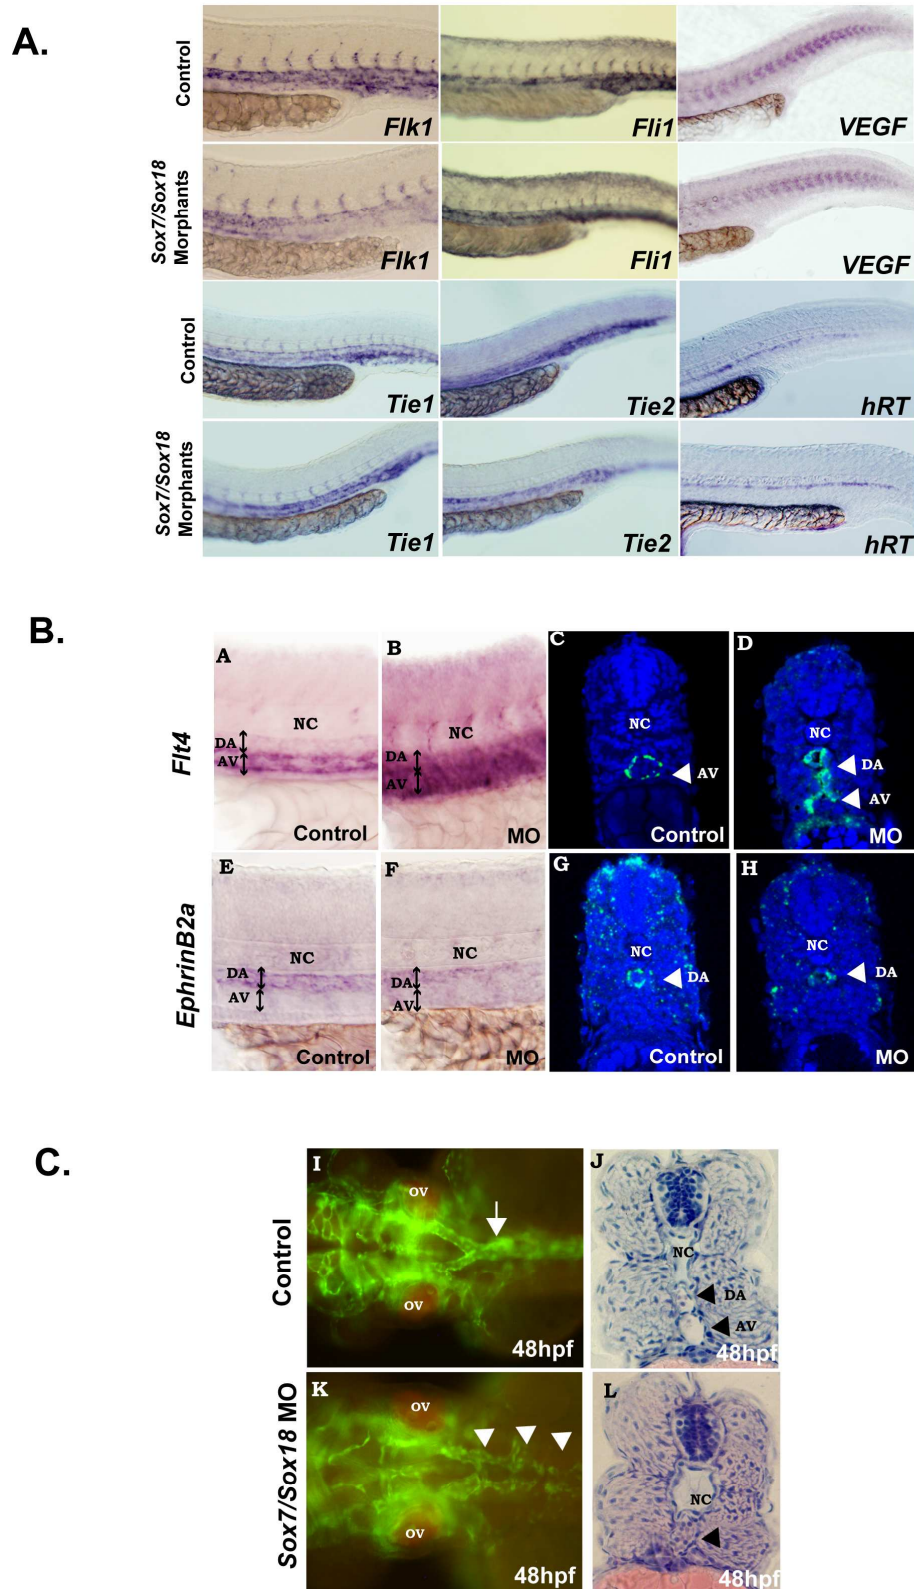 A.
Control
Flk1
Fli1
VEGF
Sox7/Sox18
Morphants
Flk1
Fli1
VEGF
Control
Tie1
Tie2
hRT
Sox7/Sox18
Morphants
Tie1
Tie2
hRT
B.
Flt4
A
NC
DA
AV
Control
B
NC
DA
AV
MO
C
NC
AV
Control
D
NC
DA
AV
MO
EphrinB2a
E
NC
DA
AV
Control
F
NC
DA
AV
MO
G
NC
DA
Control
H
NC
DA
MO
C.
Control
I
OV
OV
48hpf
J
NC
DA
AV
48hpf
Sox7/Sox18 MO
K
OV
OV
48hpf
L
NC
48hpf